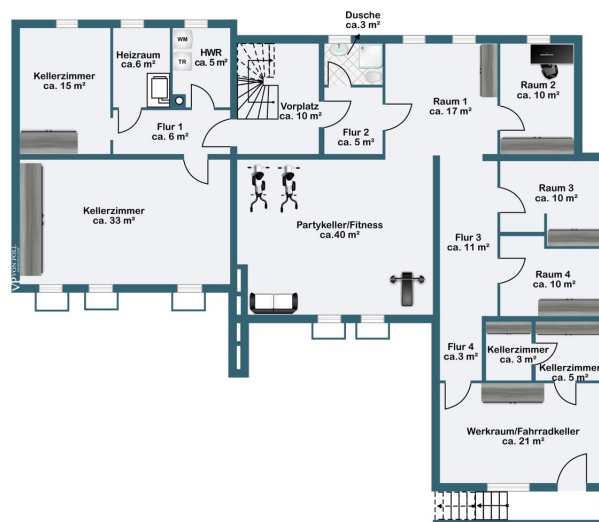 Dusche
ca.3 m²
Kellerzimmer
ca. 15 m²
Heizraum
ca.6 m²
WM
TR
HWR
ca. 5 m²
Vorplatz
ca. 10 m²
Flur 1
ca. 6 m²
Flur 2
ca. 5 m²
Raum 1
ca. 17 m²
Raum 2
ca. 10 m²
Kellerzimmer
ca. 33 m²
Partykeller/Fitness
ca.40 m²
Flur 3
ca. 11 m²
Raum 3
ca. 10 m²
Raum 4
ca. 10 m²
Flur 4
ca.3 m²
Kellerzimmer
ca. 3 m²
Kellerzimmer
ca. 5 m²
Werkraum/Fahrradkeller
ca. 21 m²
VON POLL